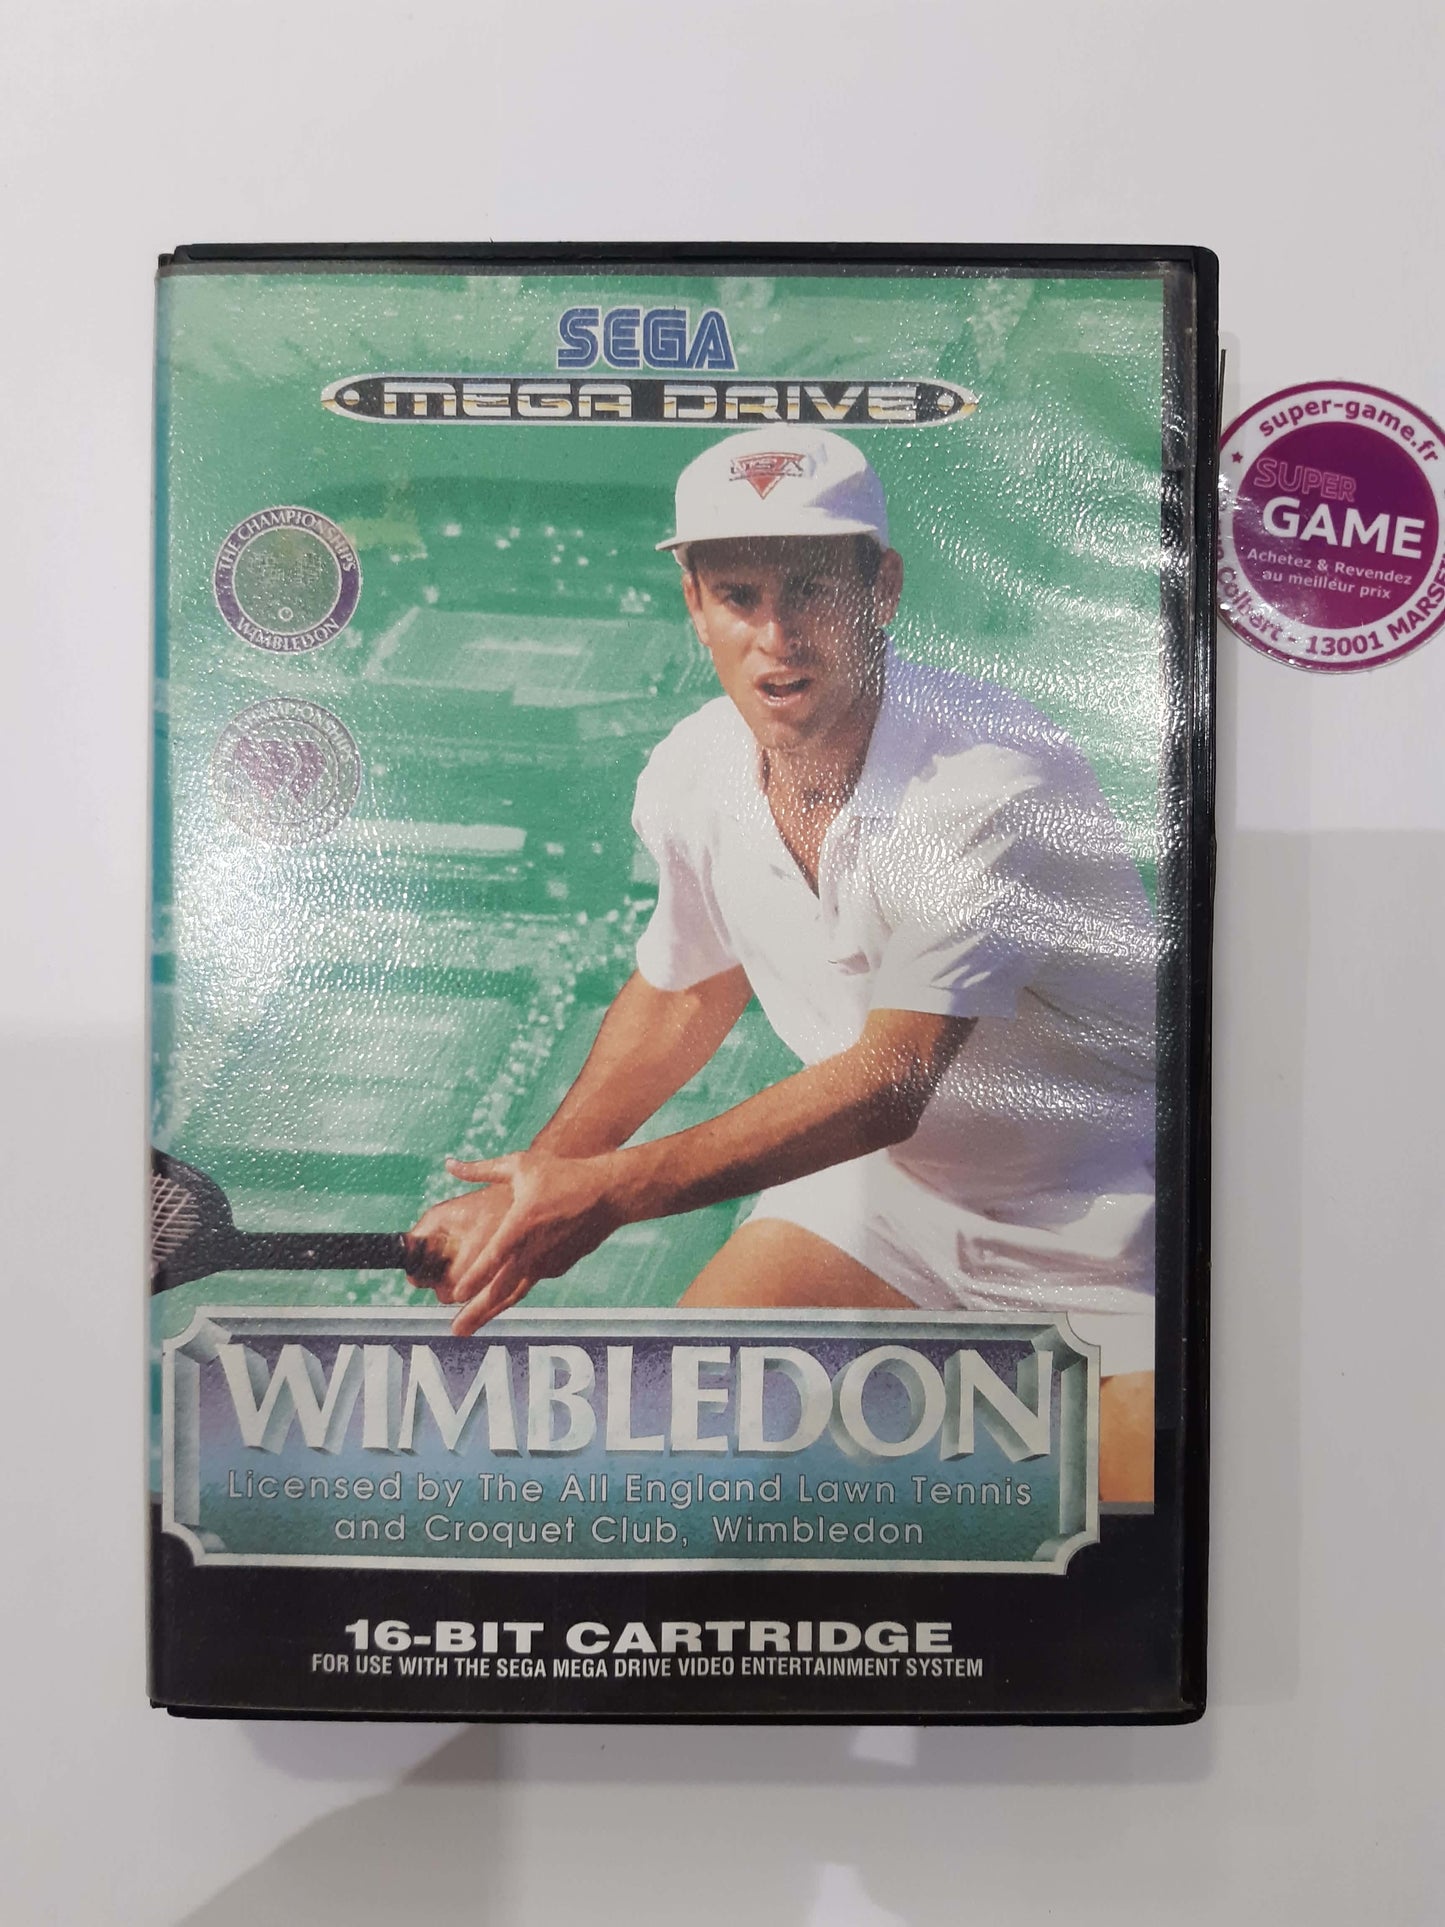 SEGA
MEGA DRIVE
THE CHAMPIONSHIPS
WIMBLEDON
WIMBLEDON
Licensed by The All England Lawn Tennis
and Croquet Club, Wimbledon
16-BIT CARTRIDGE
FOR USE WITH THE SEGA MEGA DRIVE VIDEO ENTERTAINMENT SYSTEM
super-game.fr
SUPER
GAME
Achetez & Revendez
au meilleur prix
Colbert - 13001